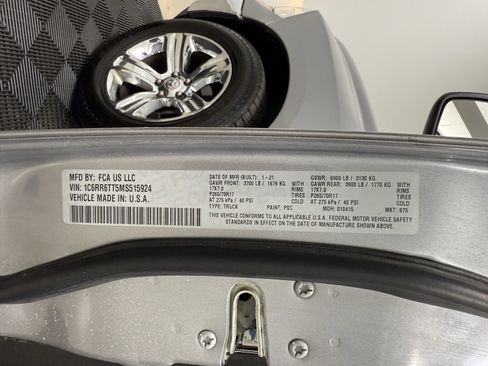 MFD BY: FCA US LLC
VIN: 1C6RR6TT5MS515924
VEHICLE MADE IN: U.S.A.
DATE OF MFR (BUILT): 1-21 GVWR: 6900 LB / 3130 KG
GAWR FRONT: 3700 LB / 1678 KG WITH GAWR REAR: 3900 LB / 1770 KG WITH
17X7.0 RIMS 17X7.0 RIMS
P265/70R17 TIRES P265/70R17 TIRES
AT 275 kPa / 40 PSI AT 275 kPa / 40 PSI
TYPE: TRUCK PAINT: PSC MDH: 010415 MKT: 875
THIS VEHICLE CONFORMS TO ALL APPLICABLE U.S.A. FEDERAL MOTOR VEHICLE SAFETY
STANDARDS IN EFFECT ON THE DATE OF MANUFACTURE SHOWN ABOVE